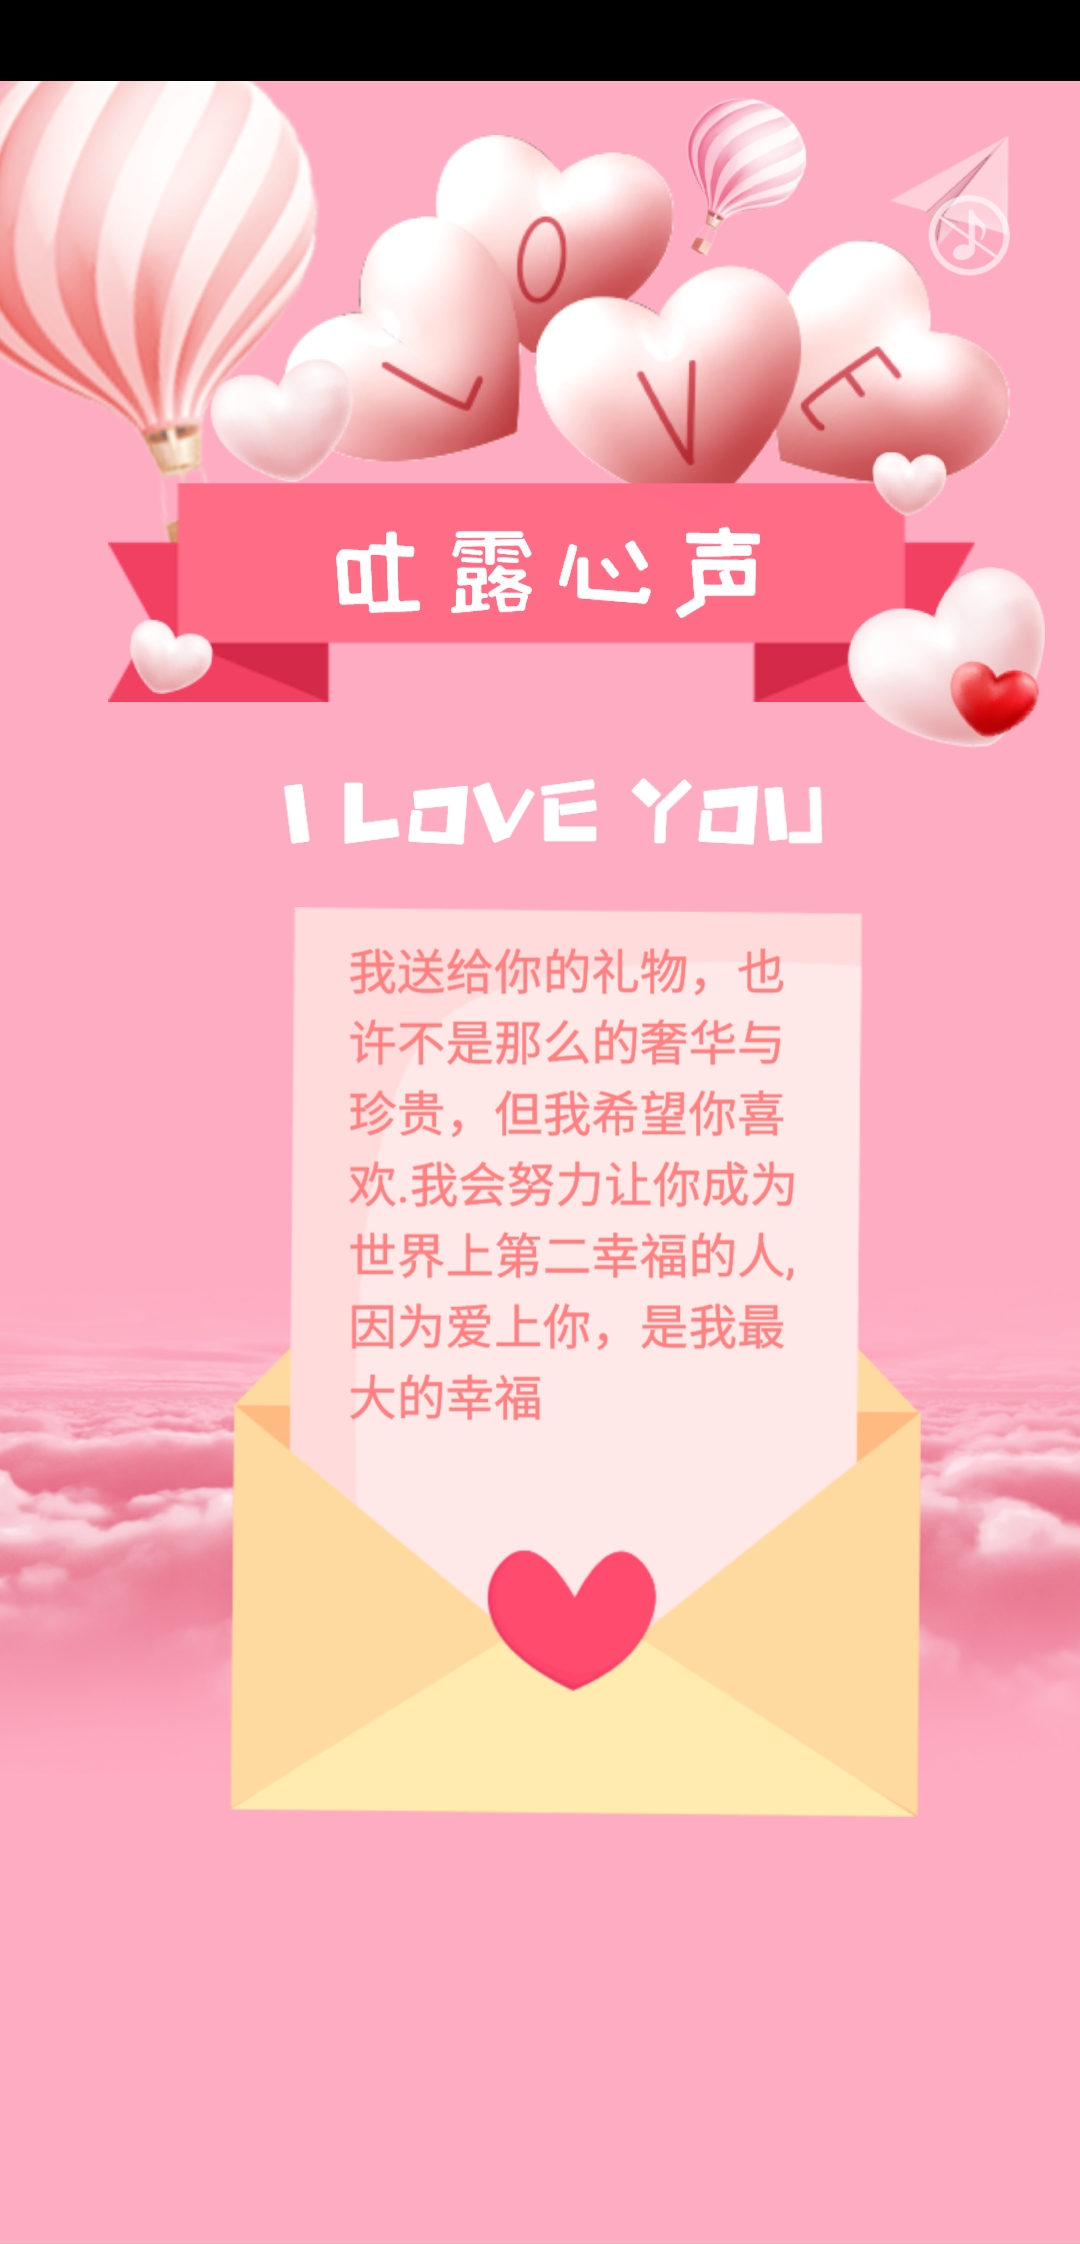 LOVE
吐露心声
I LOVE YOU
我送给你的礼物，也
许不是那么的奢华与
珍贵，但我希望你喜
欢.我会努力让你成为
世界上第二幸福的人,
因为爱上你，是我最
大的幸福